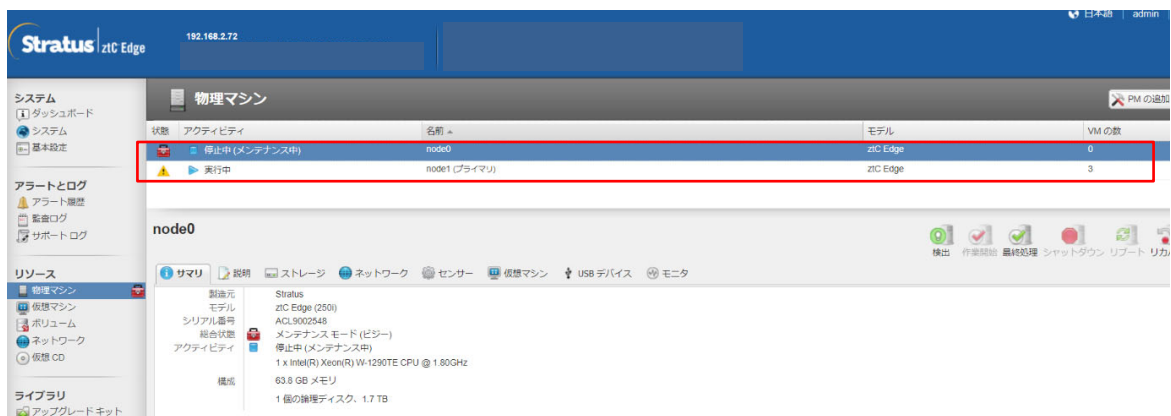 日本語 | admin
Stratus ztC Edge
192.168.2.72
システム
ダッシュボード
システム
基本設定
アラートとログ
アラート履歴
監査ログ
サポートログ
リソース
物理マシン
仮想マシン
ボリューム
ネットワーク
仮想 CD
ライブラリ
アップグレード キット
物理マシン
PM の追加
状態 アクティビティ 名前 モデル VM の数
停止中 (メンテナンス中) node0 ztC Edge 0
実行中 node1 (プライマリ) ztC Edge 3
node0
検出 作業開始 最終処理 シャットダウン リブート リカバ
サマリ 説明 ストレージ ネットワーク センサー 仮想マシン USB デバイス モニタ
製造元 Stratus
モデル ztC Edge (250i)
シリアル番号 ACL9002548
総合状態 メンテナンス モード (ビジー)
アクティビティ 停止中 (メンテナンス中)
1 x Intel(R) Xeon(R) W-1290TE CPU @ 1.80GHz
構成 63.8 GB メモリ
1 個の論理ディスク、1.7 TB